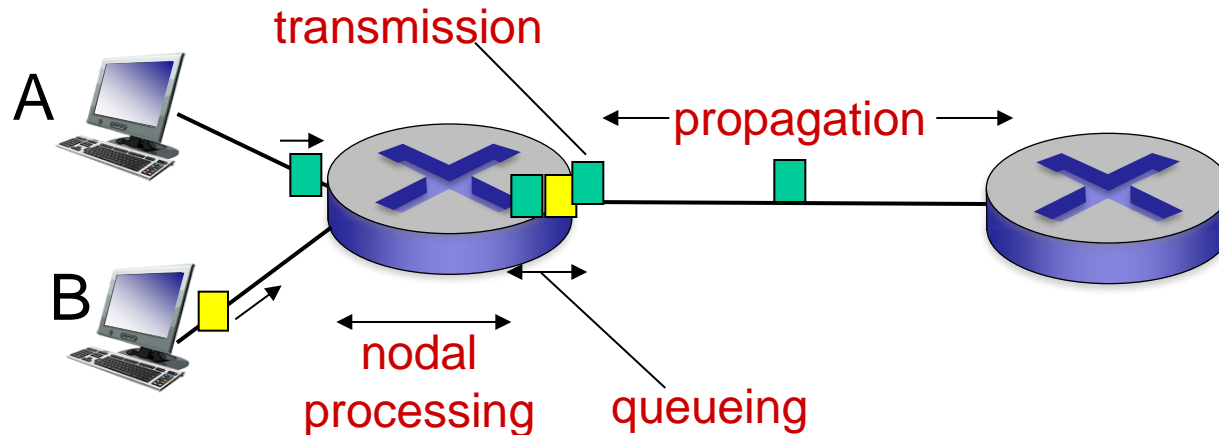 transmission
A
propagation
B
nodal
processing
queueing